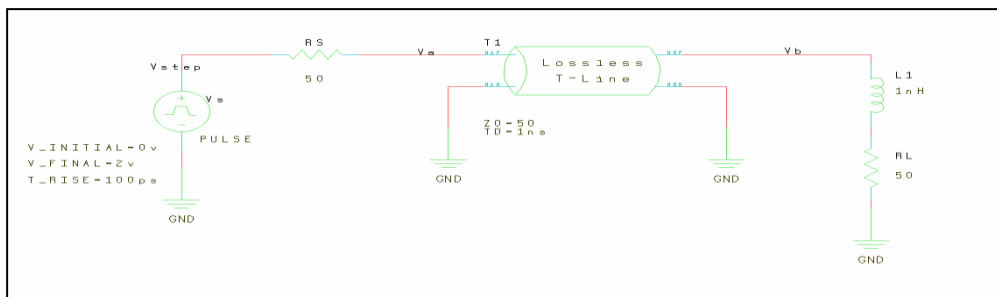 RS
50
Va
T1
Lossless
T-Line
Vb
L1
1nH
Vstep
+
Vs
-
PULSE
V_INITIAL=0v
V_FINAL=2v
T_RISE=100ps
GND
Z0=50
TD=1ns
GND
GND
RL
50
GND